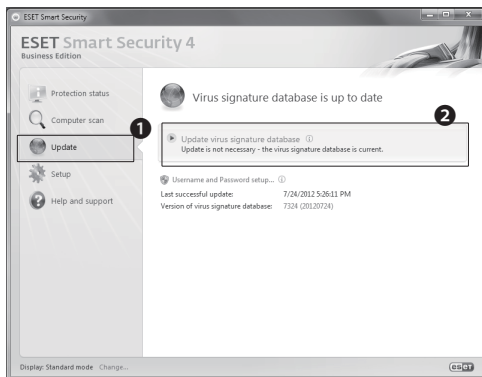 ESET Smart Security
ESET Smart Security 4
Business Edition
Protection status
Computer scan
Update
Setup
Help and support
1
2
Virus signature database is up to date
Update virus signature database
Update is not necessary - the virus signature database is current.
Username and Password setup...
Last successful update: 7/24/2012 5:26:11 PM
Version of virus signature database: 7324 (20120724)
Display: Standard mode Change...
eset